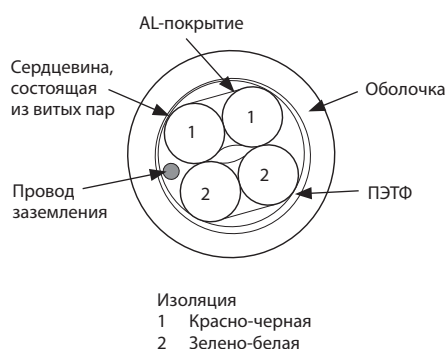 AL-покрытие
Сердцевина,
состоящая
из витых пар
Оболочка
1
1
2
2
Провод
заземления
ПЭТФ
Изоляция
1 Красно-черная
2 Зелено-белая